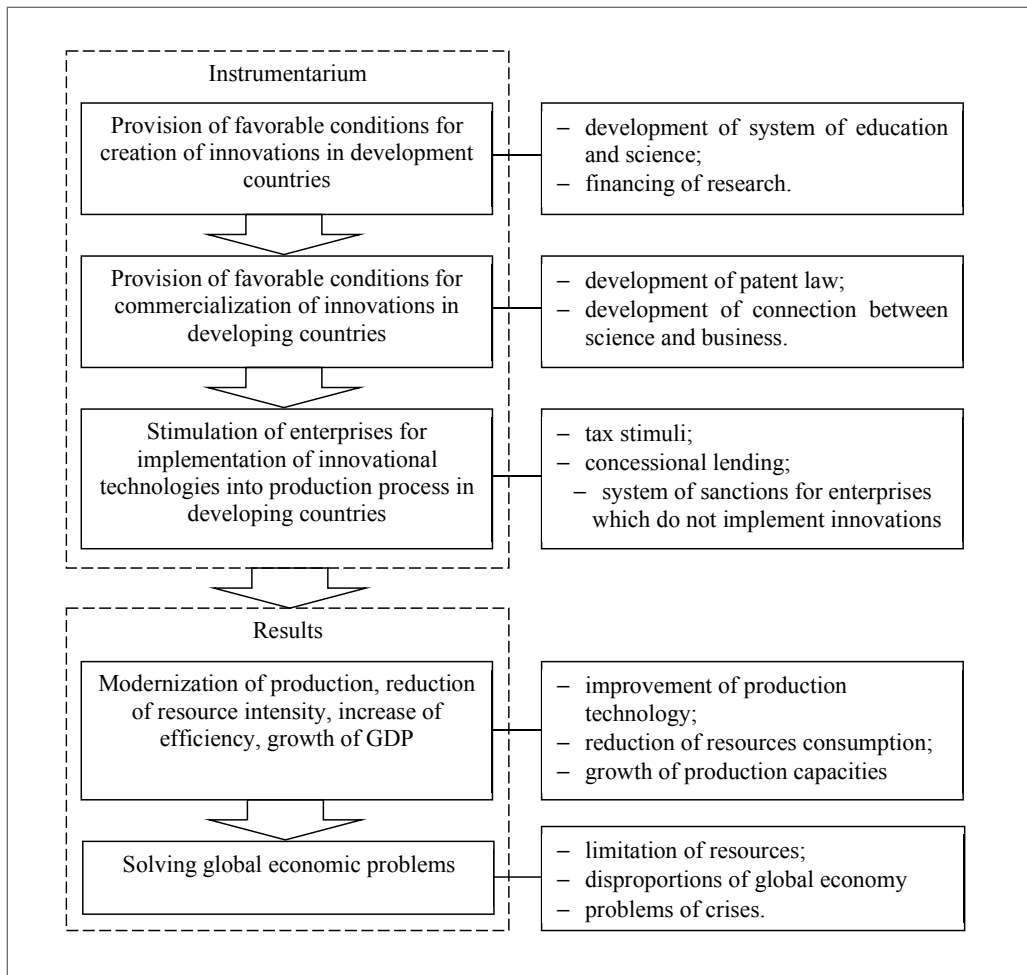 Instrumentarium
Provision of favorable conditions for
creation of innovations in development
countries
– development of system of education
and science;
– financing of research.
Provision of favorable conditions for
commercialization of innovations in
developing countries
– development of patent law;
– development of connection between
science and business.
Stimulation of enterprises for
implementation of innovational
technologies into production process in
developing countries
– tax stimuli;
– concessional lending;
– system of sanctions for enterprises
which do not implement innovations
Results
Modernization of production, reduction
of resource intensity, increase of
efficiency, growth of GDP
– improvement of production
technology;
– reduction of resources consumption;
– growth of production capacities
Solving global economic problems
– limitation of resources;
– disproportions of global economy
– problems of crises.